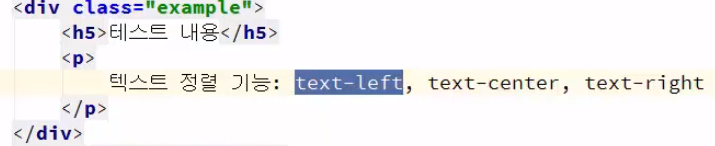 <div class="example">
<h5>테스트 내용</h5>
<p>
텍스트 정렬 기능: text-left, text-center, text-right
</p>
</div>